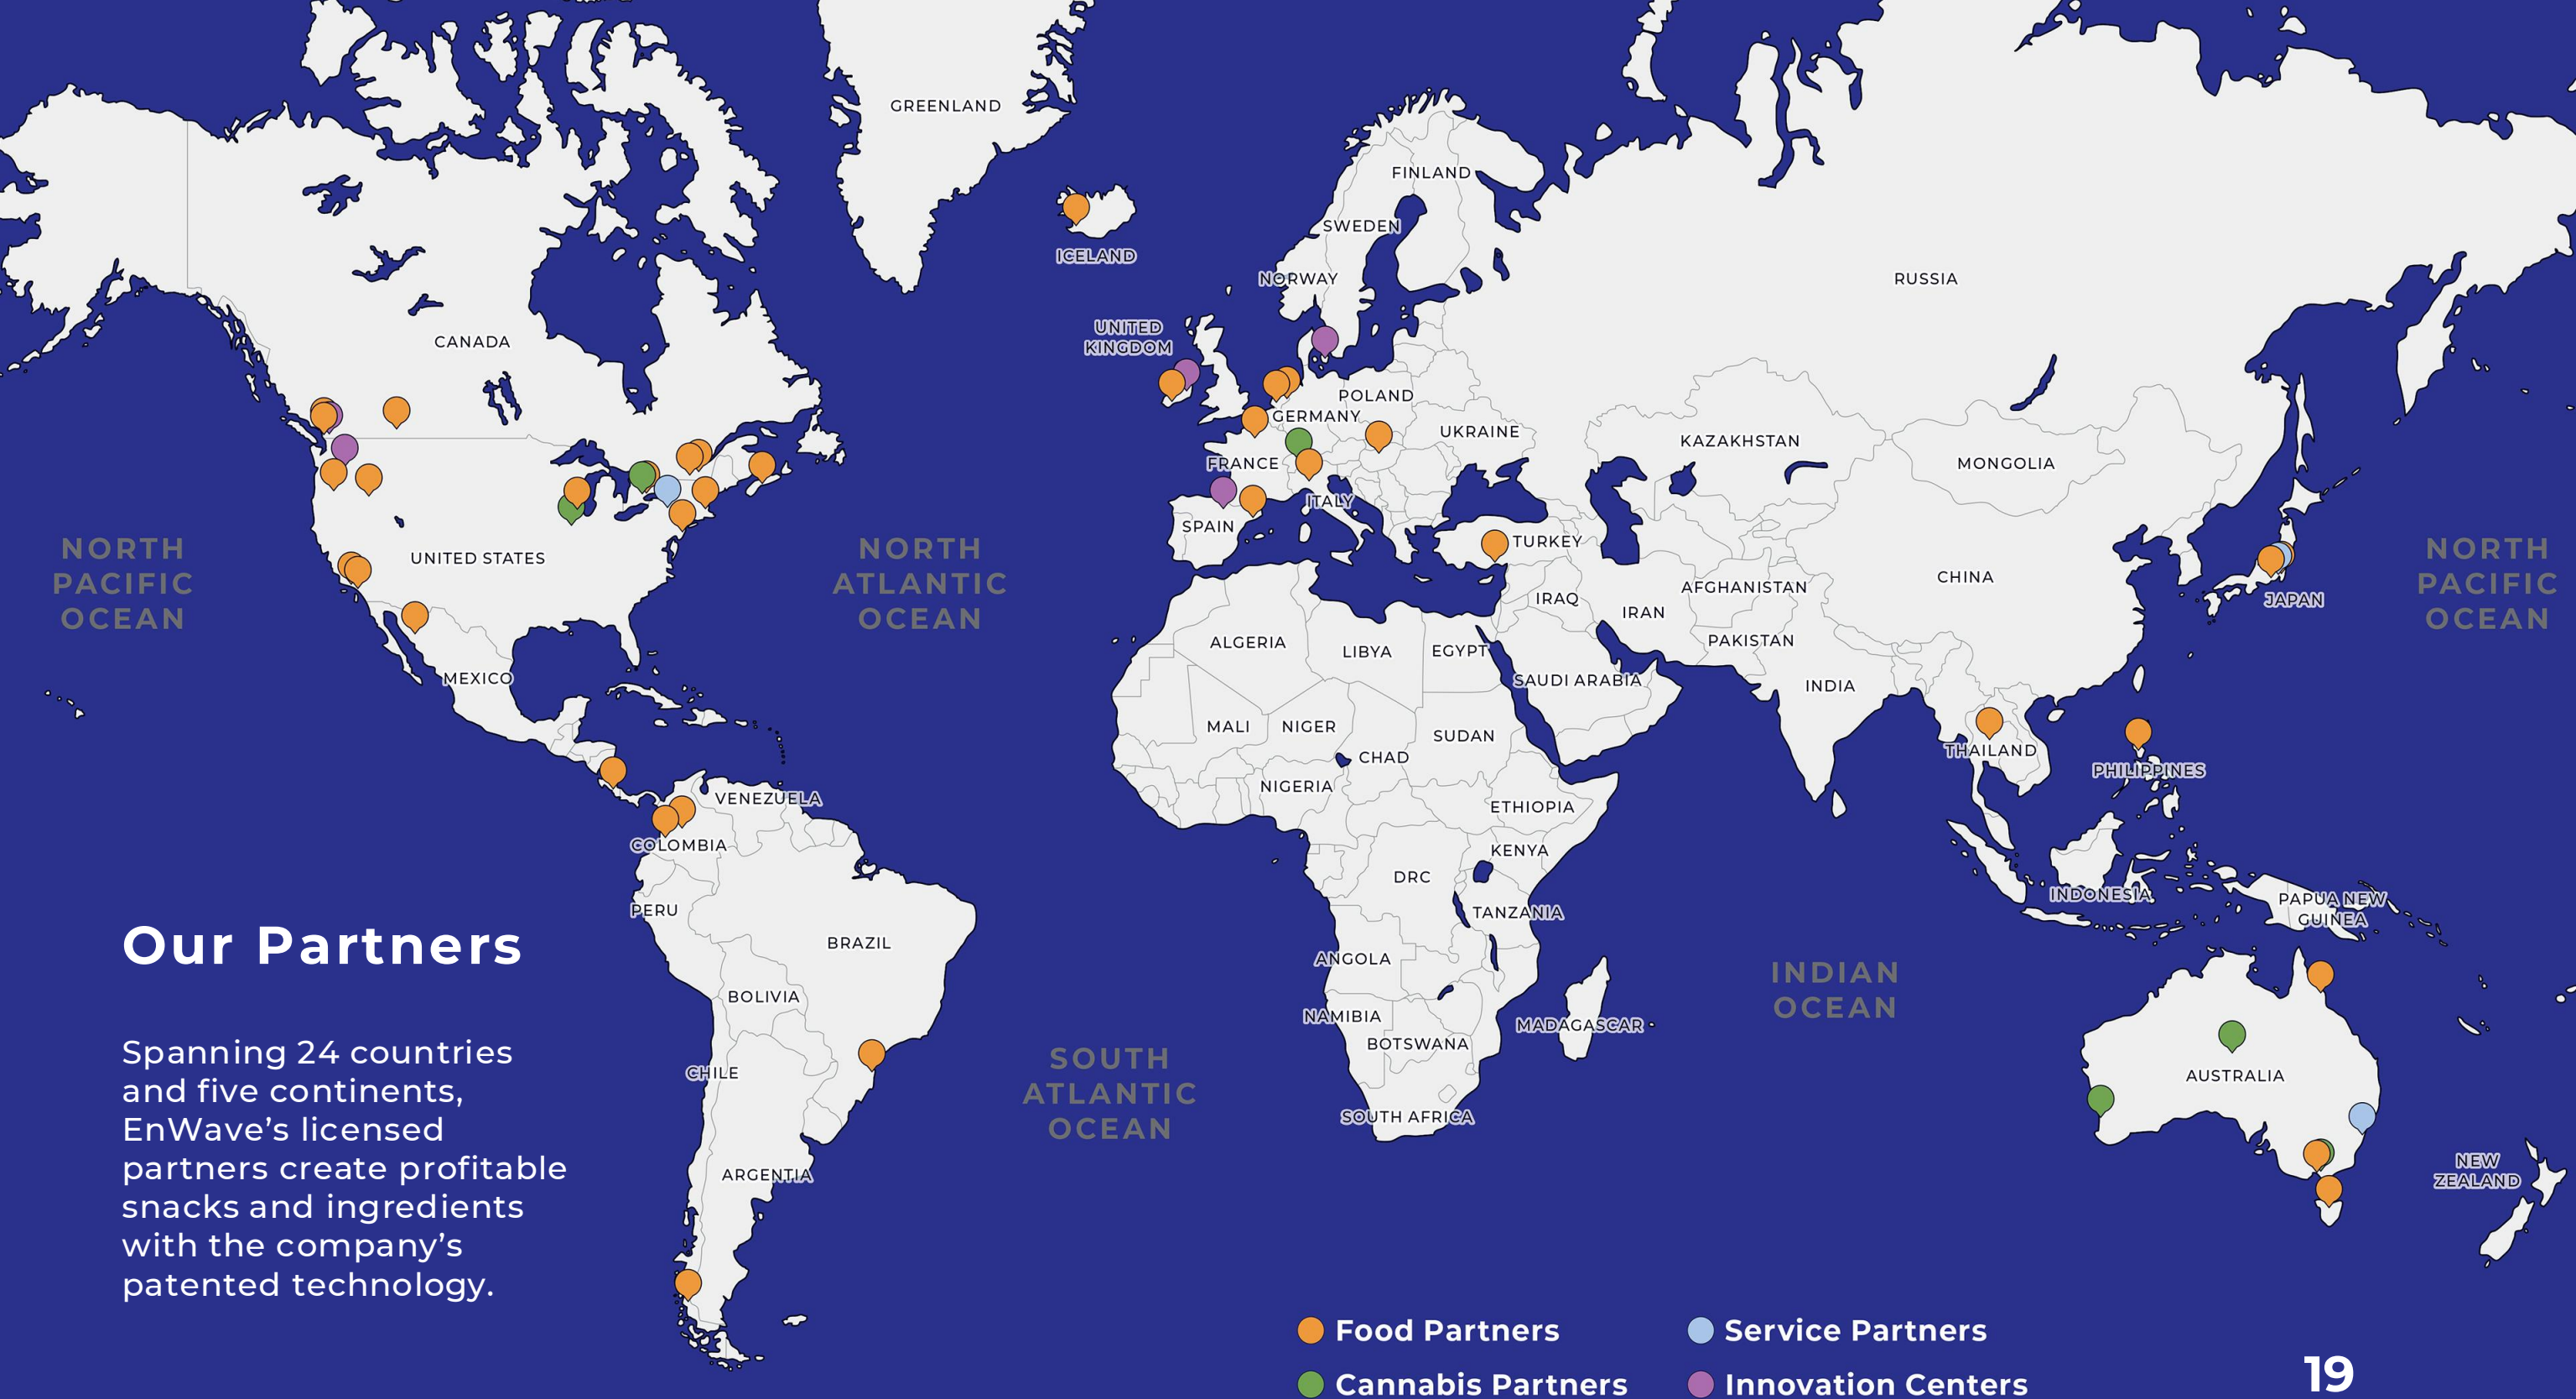 GREENLAND
ICELAND
FINLAND
SWEDEN
NORWAY
RUSSIA
UNITED
KINGDOM
CANADA
POLAND
GERMANY
UKRAINE
KAZAKHSTAN
MONGOLIA
FRANCE
ITALY
SPAIN
TURKEY
NORTH
PACIFIC
OCEAN
UNITED STATES
NORTH
ATLANTIC
OCEAN
AFGHANISTAN
CHINA
JAPAN
NORTH
PACIFIC
OCEAN
IRAQ
IRAN
PAKISTAN
ALGERIA
LIBYA
EGYPT
MEXICO
SAUDI ARABIA
INDIA
MALI
NIGER
SUDAN
CHAD
THAILAND
PHILIPPINES
NIGERIA
ETHIOPIA
VENEZUELA
COLOMBIA
KENYA
DRC
INDONESIA
PAPUA NEW
GUINEA
PERU
TANZANIA
BRAZIL
ANGOLA
INDIAN
OCEAN
BOLIVIA
NAMIBIA
MADAGASCAR
BOTSWANA
CHILE
SOUTH
ATLANTIC
OCEAN
AUSTRALIA
SOUTH AFRICA
ARGENTIA
NEW
ZEALAND
Our Partners
Spanning 24 countries
and five continents,
EnWave’s licensed
partners create profitable
snacks and ingredients
with the company’s
patented technology.
Food Partners
Service Partners
Cannabis Partners
Innovation Centers
19